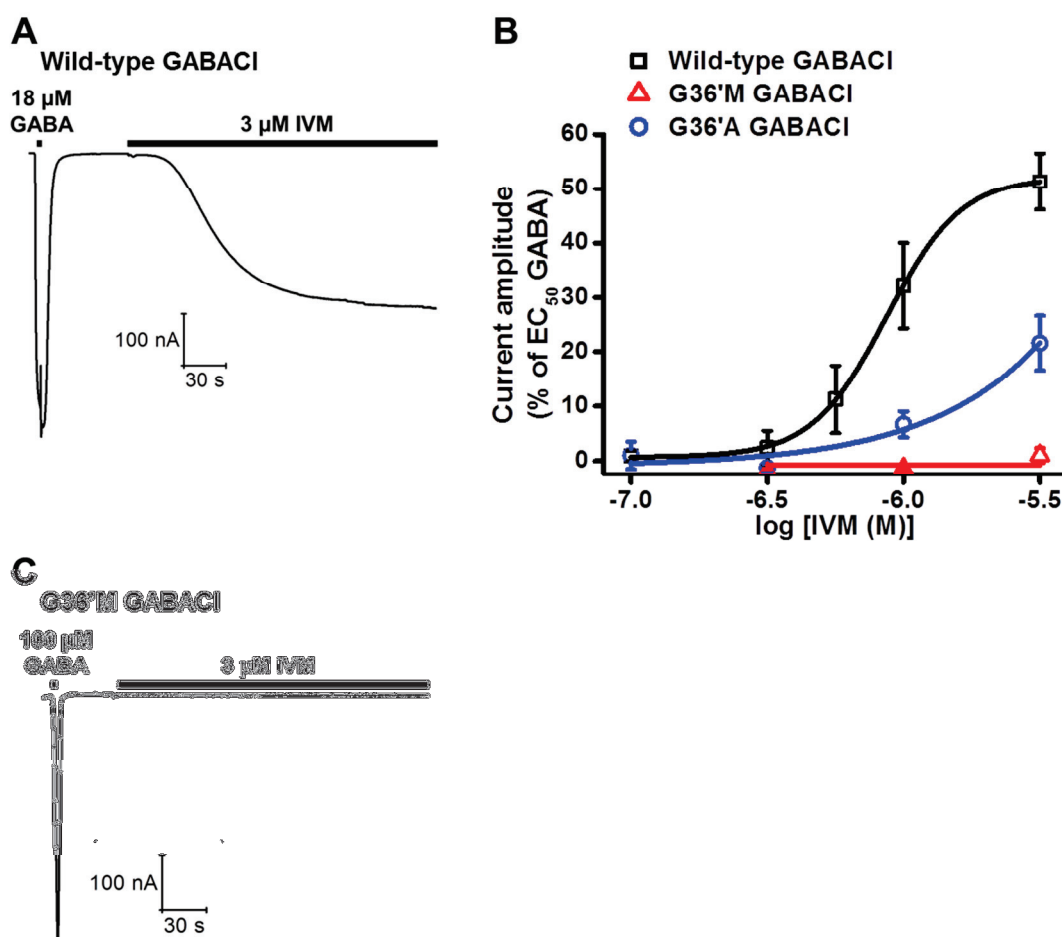 A
Wild-type GABACl
18 µM
GABA
3 µM IVM
100 nA
30 s
B
Wild-type GABACl
G36'M GABACl
G36'A GABACl
Current amplitude
(% of EC50 GABA)
60
50
40
30
20
10
0
-7.0
-6.5
-6.0
-5.5
log [IVM (M)]
C
G36'M GABACl
100 µM
GABA
3 µM IVM
100 nA
30 s